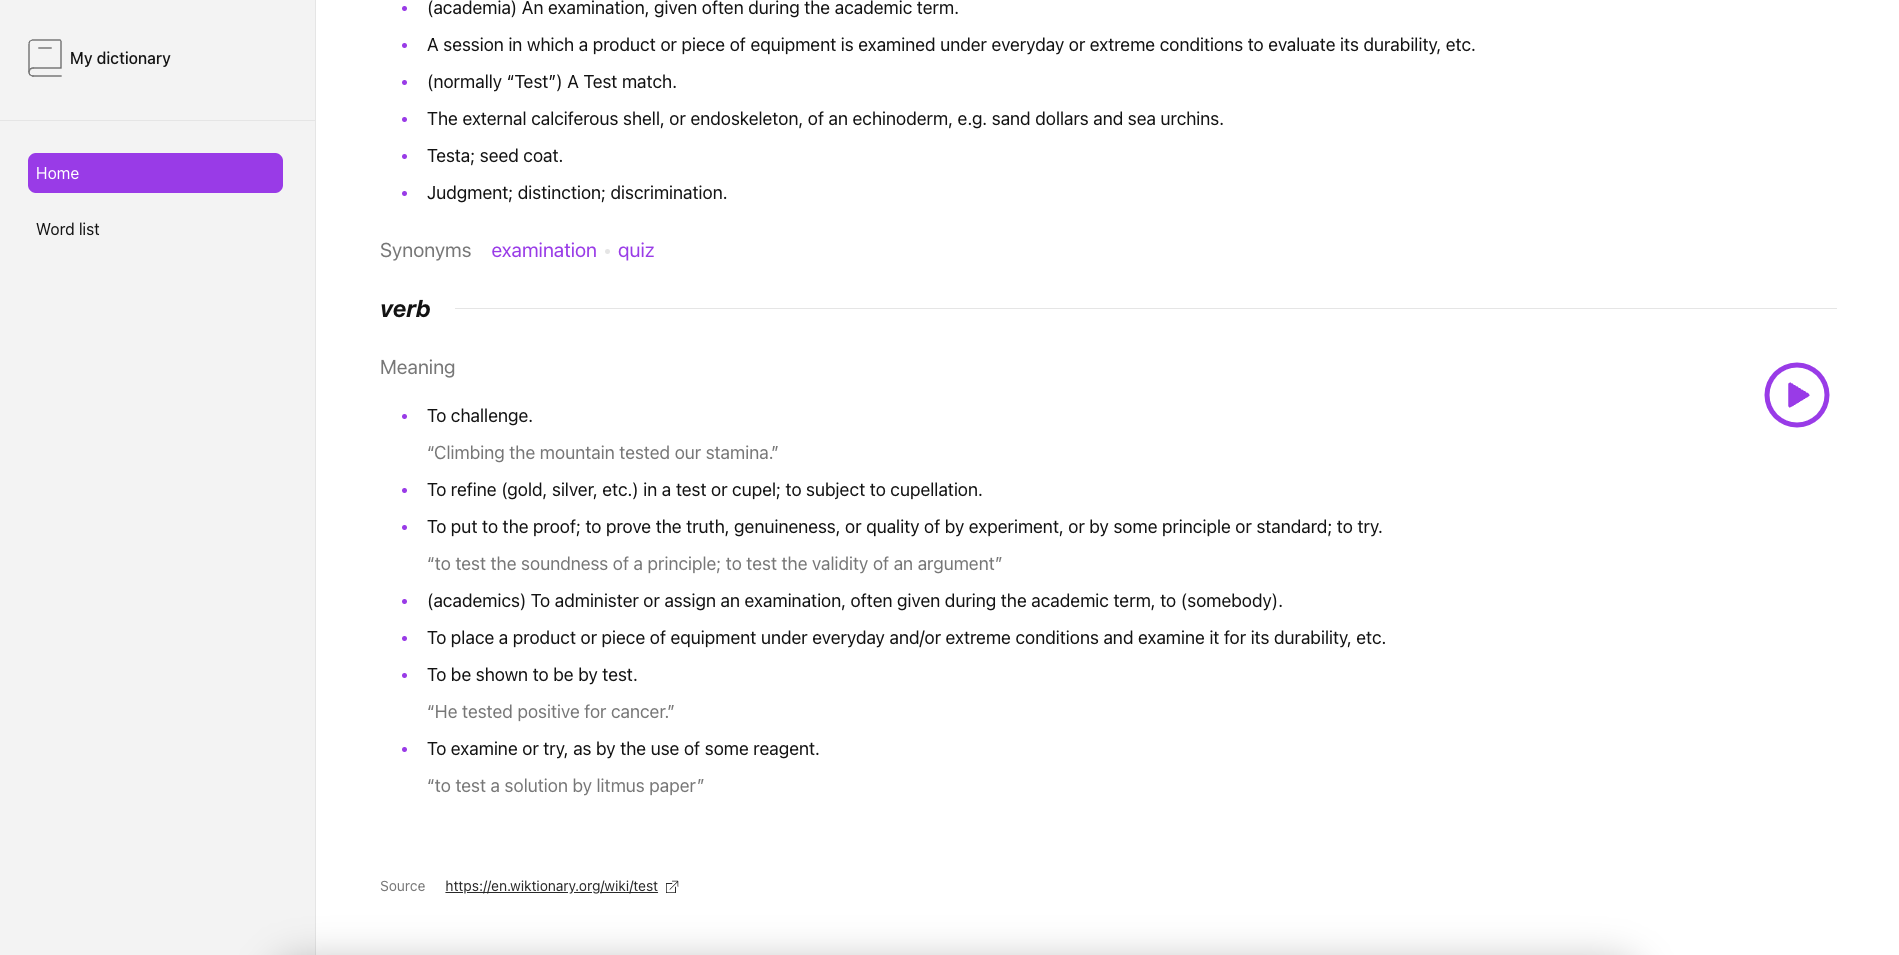 My dictionary
Home
Word list
(academia) An examination, given often during the academic term.
A session in which a product or piece of equipment is examined under everyday or extreme conditions to evaluate its durability, etc.
(normally “Test”) A Test match.
The external calciferous shell, or endoskeleton, of an echinoderm, e.g. sand dollars and sea urchins.
Testa; seed coat.
Judgment; distinction; discrimination.
Synonyms examination • quiz
verb
Meaning
To challenge.
“Climbing the mountain tested our stamina.”
To refine (gold, silver, etc.) in a test or cupel; to subject to cupellation.
To put to the proof; to prove the truth, genuineness, or quality of by experiment, or by some principle or standard; to try.
“to test the soundness of a principle; to test the validity of an argument”
(academics) To administer or assign an examination, often given during the academic term, to (somebody).
To place a product or piece of equipment under everyday and/or extreme conditions and examine it for its durability, etc.
To be shown to be by test.
“He tested positive for cancer.”
To examine or try, as by the use of some reagent.
“to test a solution by litmus paper”
Source https://en.wiktionary.org/wiki/test